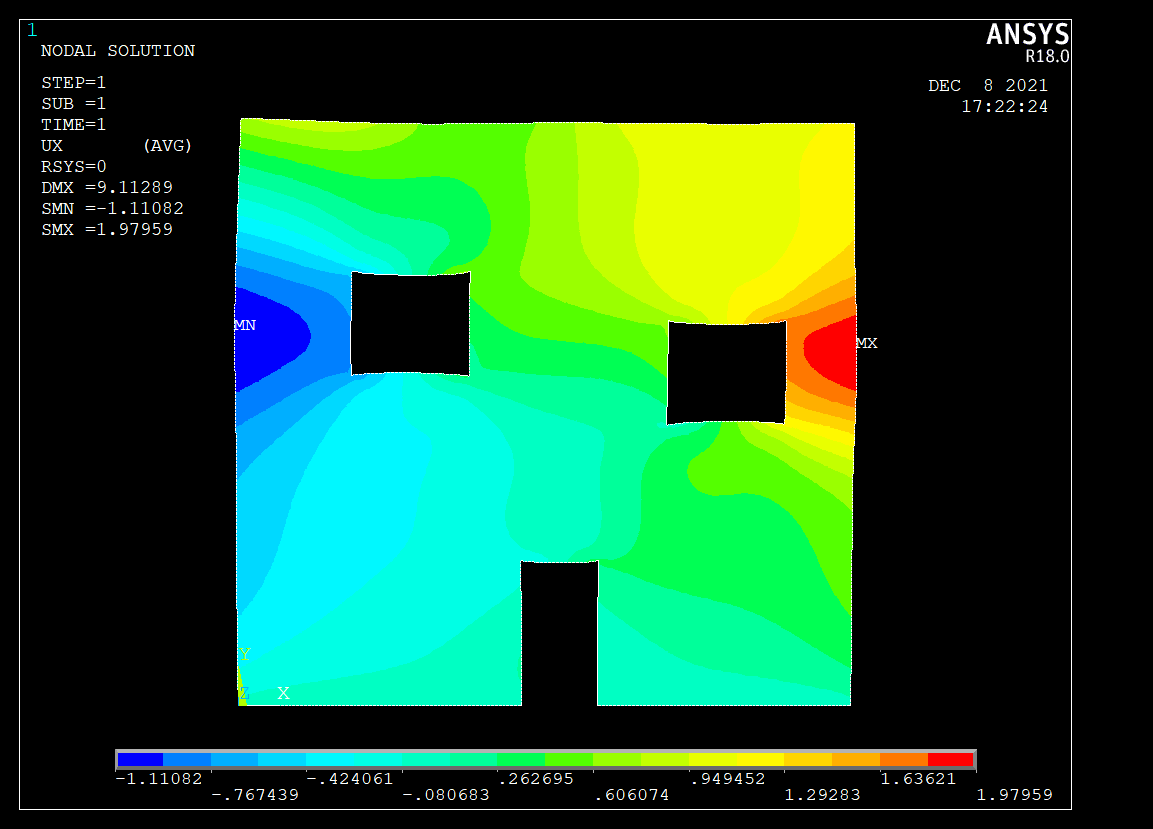 1
ANSYS
R18.0
NODAL SOLUTION
STEP=1
SUB =1
TIME=1
UX (AVG)
RSYS=0
DMX =9.11289
SMN =-1.11082
SMX =1.97959
DEC 8 2021
17:22:24
MN
MX
Y
Z X
-1.11082 -.424061 .262695 .949452 1.63621
-.767439 -.080683 .606074 1.29283 1.97959